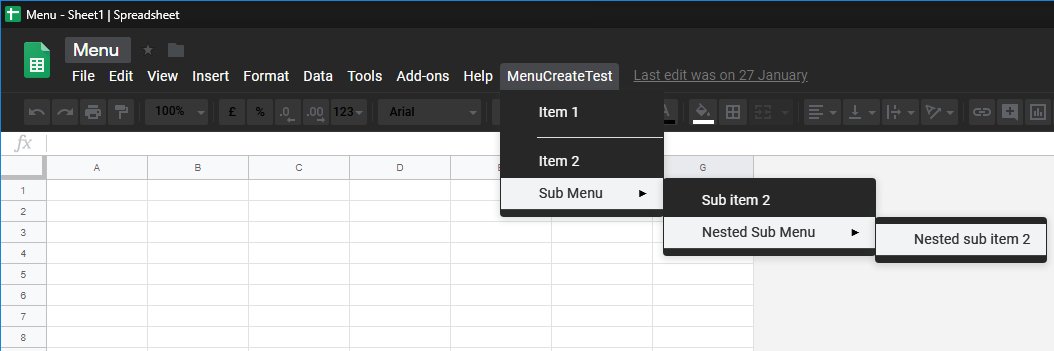 Menu - Sheet1 | Spreadsheet
Menu
File Edit View Insert Format Data Tools Add-ons Help MenuCreateTest Last edit was on 27 January
100% £ % .0 .00 123 Arial A
Item 1
fx
Item 2
A B C D E G
Sub Menu
1
Sub item 2
2
Nested Sub Menu
3
Nested sub item 2
4
5
6
7
8